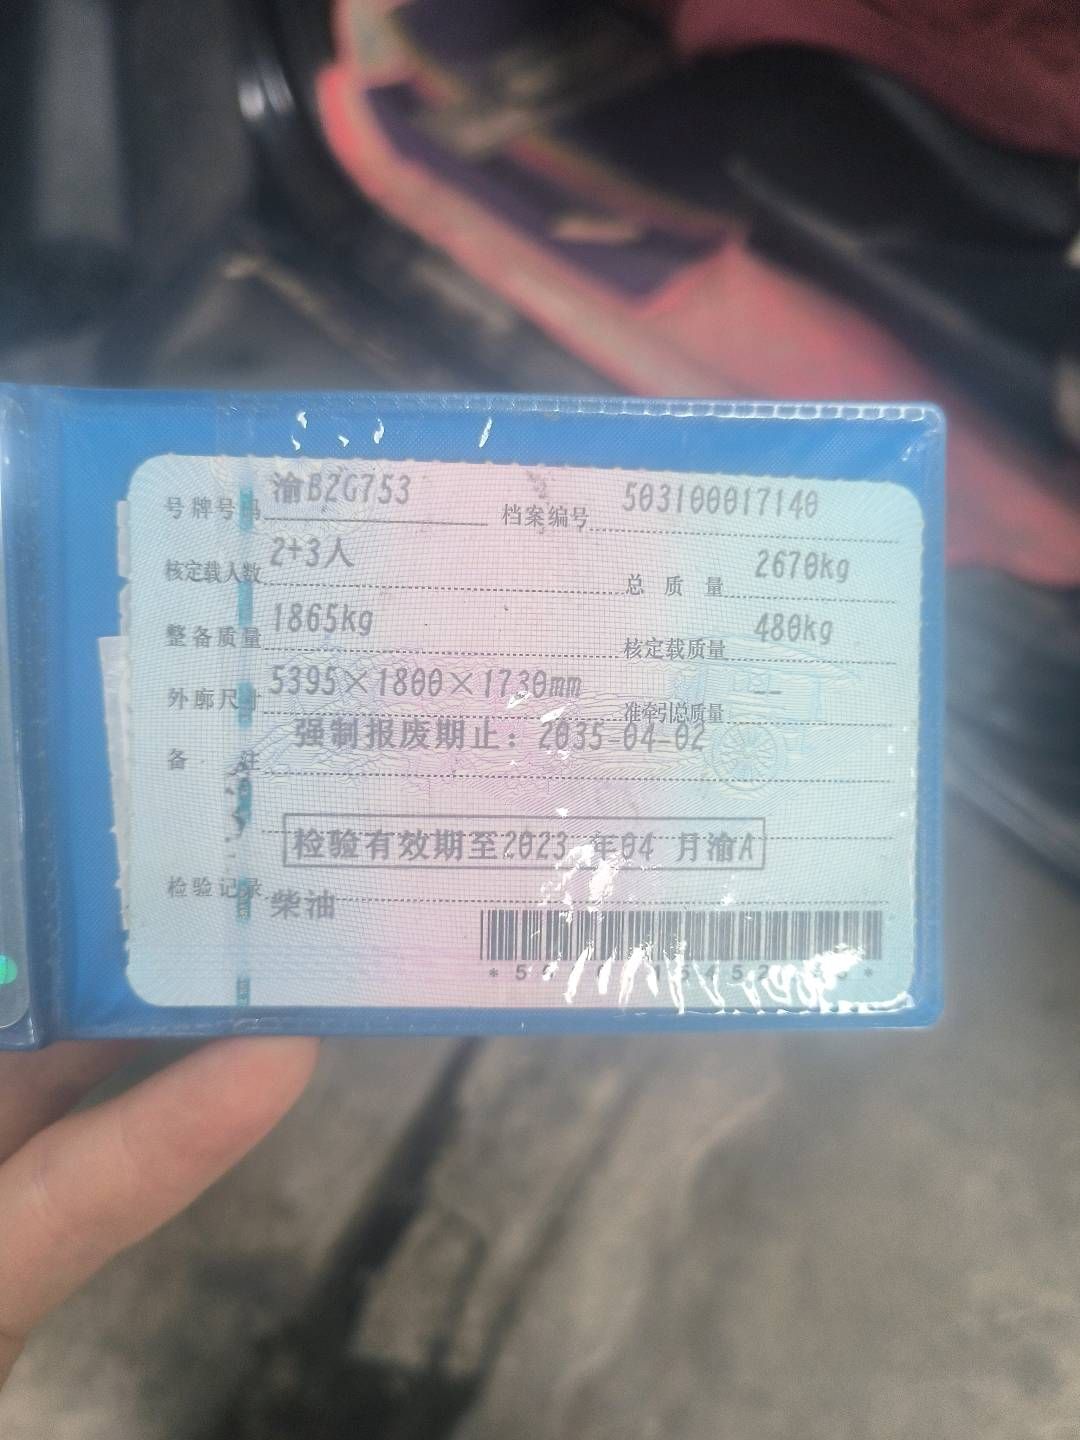 号牌号码 渝BZG753 档案编号 503100017140
核定载人数 2+3人 总质量 2670kg
整备质量 1865kg 核定载质量 480kg
外廓尺寸 5395×1800×1730mm 准牵引总质量 --
备注 强制报废期止：2035-04-02
检验有效期至2023 年04 月渝A
检验记录
柴油